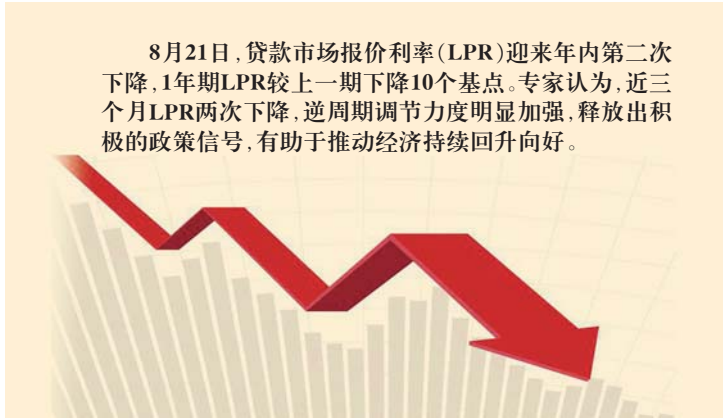 8月21日，贷款市场报价利率（LPR）迎来年内第二次
下降，1年期LPR较上一期下降10个基点。专家认为，近三
个月LPR两次下降，逆周期调节力度明显加强，释放出积
极的政策信号，有助于推动经济持续回升向好。